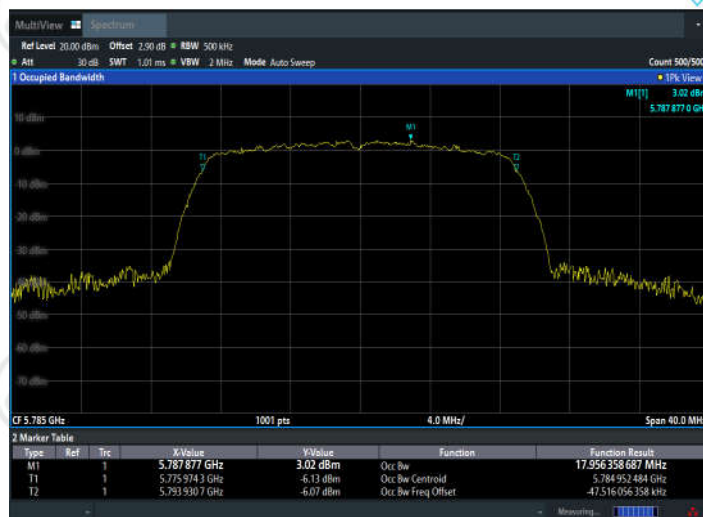 MultiView Spectrum
Ref Level 20.00 dBm Offset 2.90 dB RBW 500 kHz
Att 30 dB SWT 1.01 ms VBW 2 MHz Mode Auto Sweep Count 500/500
1 Occupied Bandwidth 1Pk View
M1[1] 3.02 dBm
5.787 877 0 GH
10 dBm
M1
0 dBm
T1 T2
-10 dBm
-20 dBm
-30 dBm
-40 dBm
-50 dBm
-60 dBm
-70 dBm
CF 5.785 GHz 1001 pts 4.0 MHz/ Span 40.0 MH
2 Marker Table
Type Ref Trc X-Value Y-Value Function Function Result
M1 1 5.787 877 GHz 3.02 dBm Occ Bw 17.956 358 687 MHz
T1 1 5.775 974 3 -6.13 dBm Occ Bw Centroid 5.784 952 484 GHz
T2 1 5.793 930 7 -6.07 dBm Occ Bw Freq Offset -47.516 056 358 kHz
Measuring...